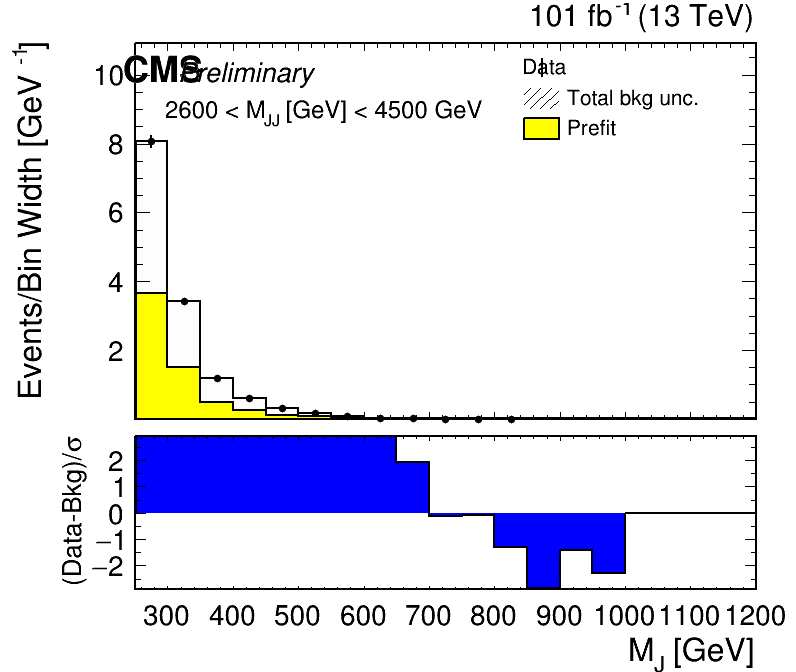 101 fb⁻¹ (13 TeV)
CMS Preliminary
2600 < M_JJ [GeV] < 4500 GeV
Data
Total bkg unc.
Prefit
Events/Bin Width [GeV⁻¹]
10
8
6
4
2
(Data-Bkg)/σ
2
1
0
−1
−2
300 400 500 600 700 800 900 1000 1100 1200
M_J [GeV]